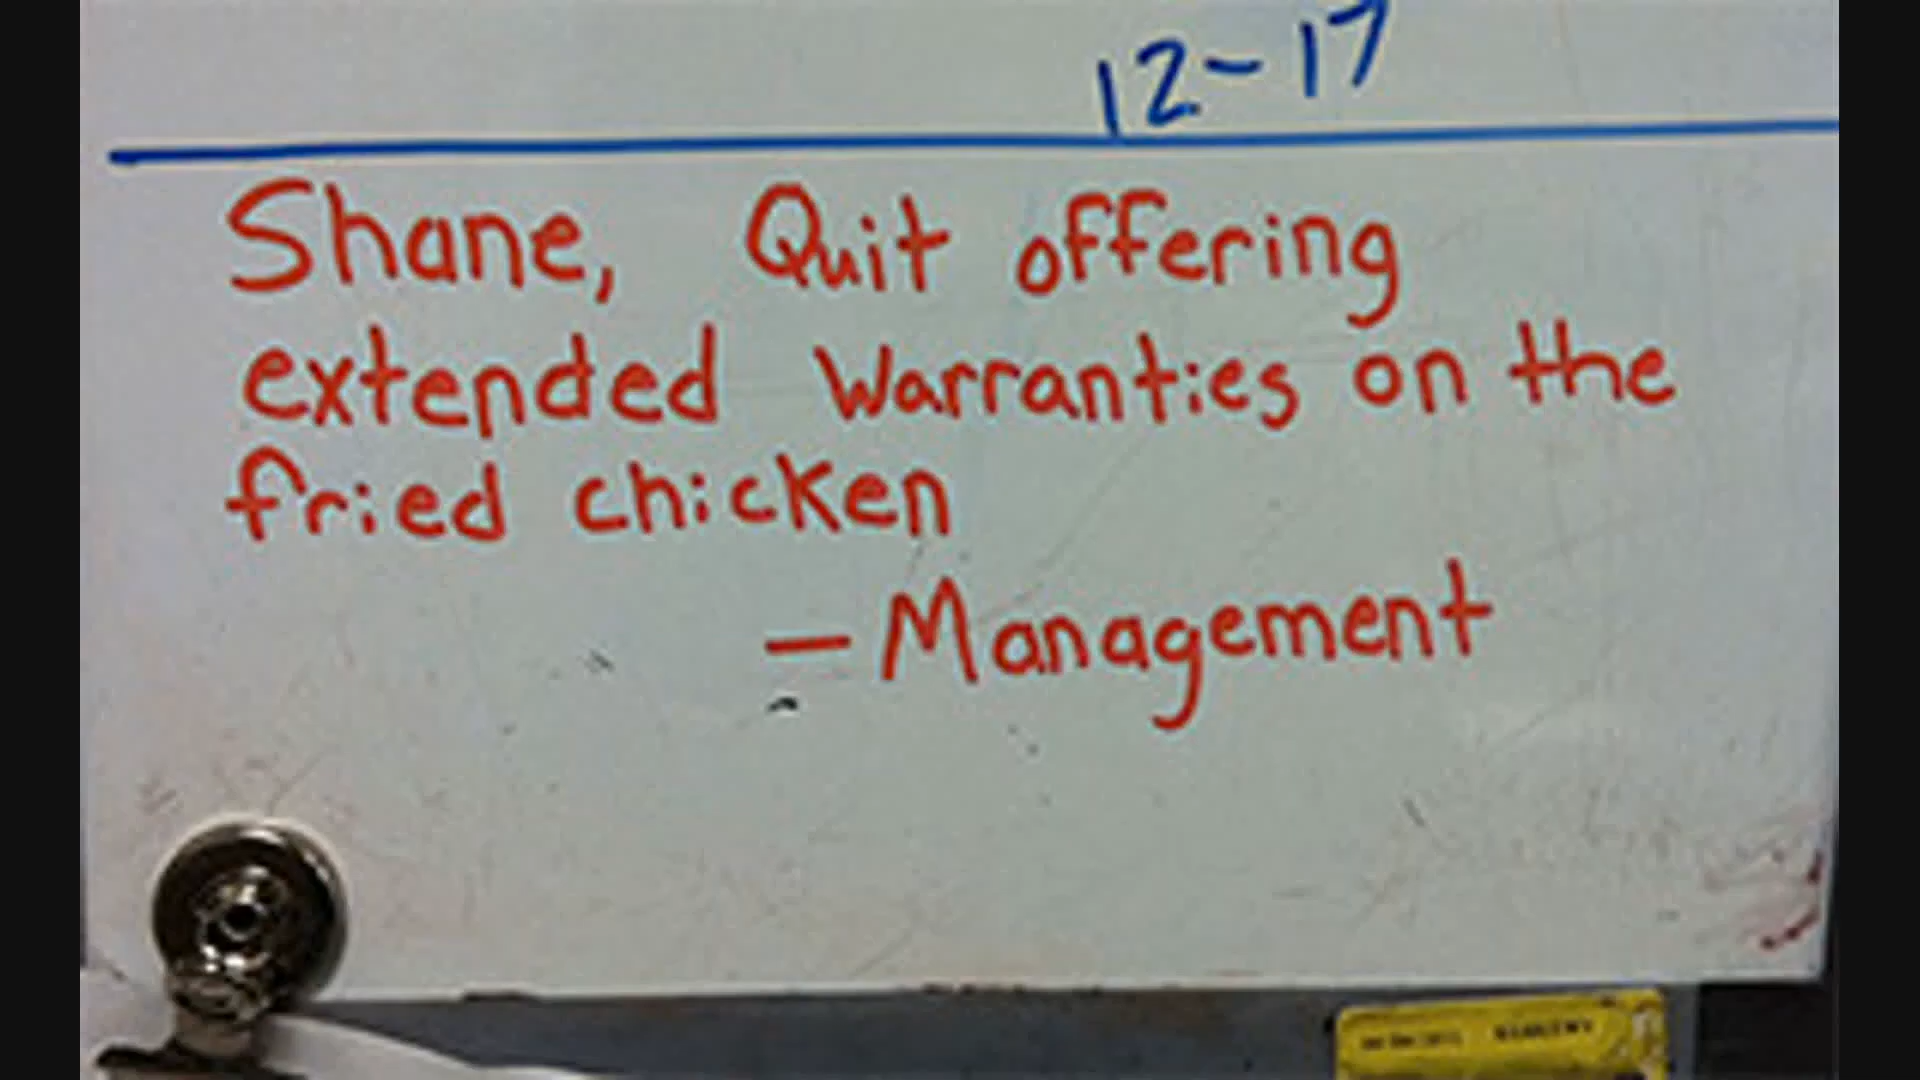 12-17
Shane, Quit offering
extended warranties on the
fried chicken
- Management